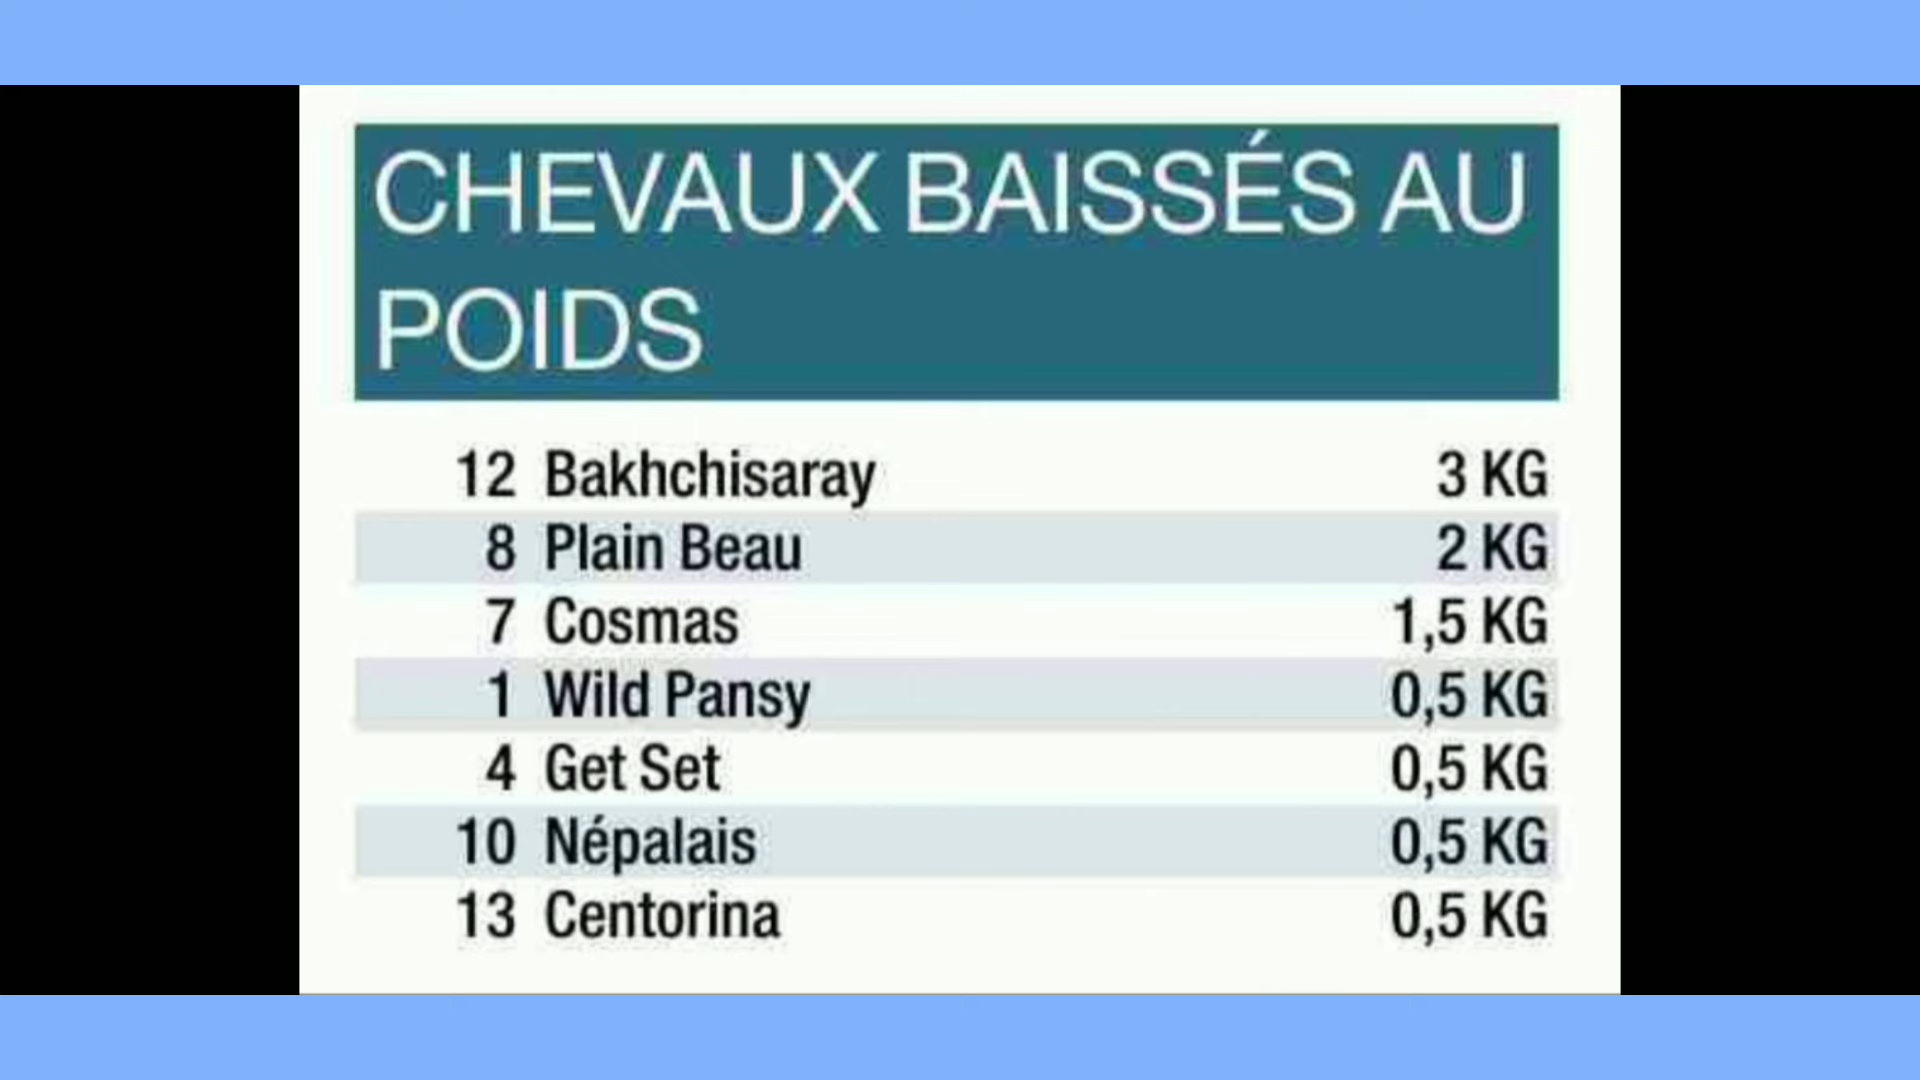 CHEVAUX BAISSÉS AU
POIDS
12 Bakhchisaray 3 KG
8 Plain Beau 2 KG
7 Cosmas 1,5 KG
1 Wild Pansy 0,5 KG
4 Get Set 0,5 KG
10 Népalais 0,5 KG
13 Centorina 0,5 KG